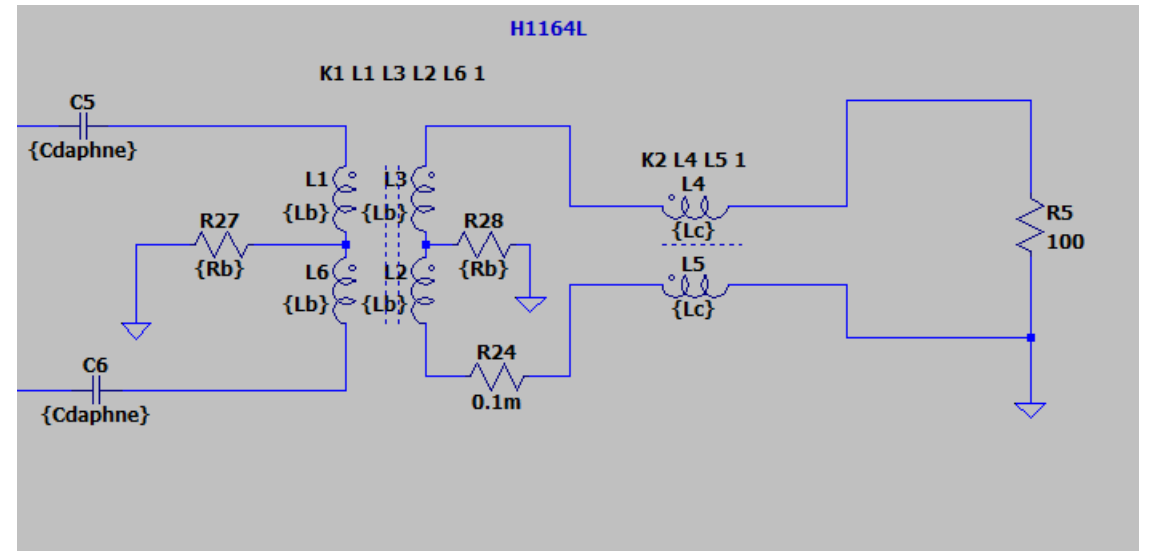 H1164L
K1 L1 L3 L2 L6 1
C5
{Cdaphne}
K2 L4 L5 1
L1
L3
L4
{Lb}
{Lb}
{Lc}
R27
{Rb}
R28
{Rb}
R5
100
L6
L2
L5
{Lb}
{Lb}
{Lc}
C6
{Cdaphne}
R24
0.1m